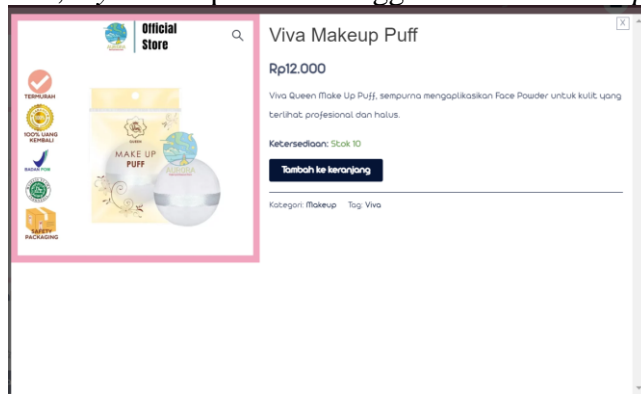 Official
Store
Viva Makeup Puff
X
Rp12.000
Viva Queen Make Up Puff, sempurna mengaplikasikan Face Powder untuk kulit yang
terlihat profesional dan halus.
Ketersediaan: Stok 10
Tambah ke keranjang
Kategori: Makeup Tag: Viva
TERMURAH
100% UANG
KEMBALI
BADAN POM
SAFETY
PACKAGING
QUEEN
MAKE UP
PUFF
AURORA